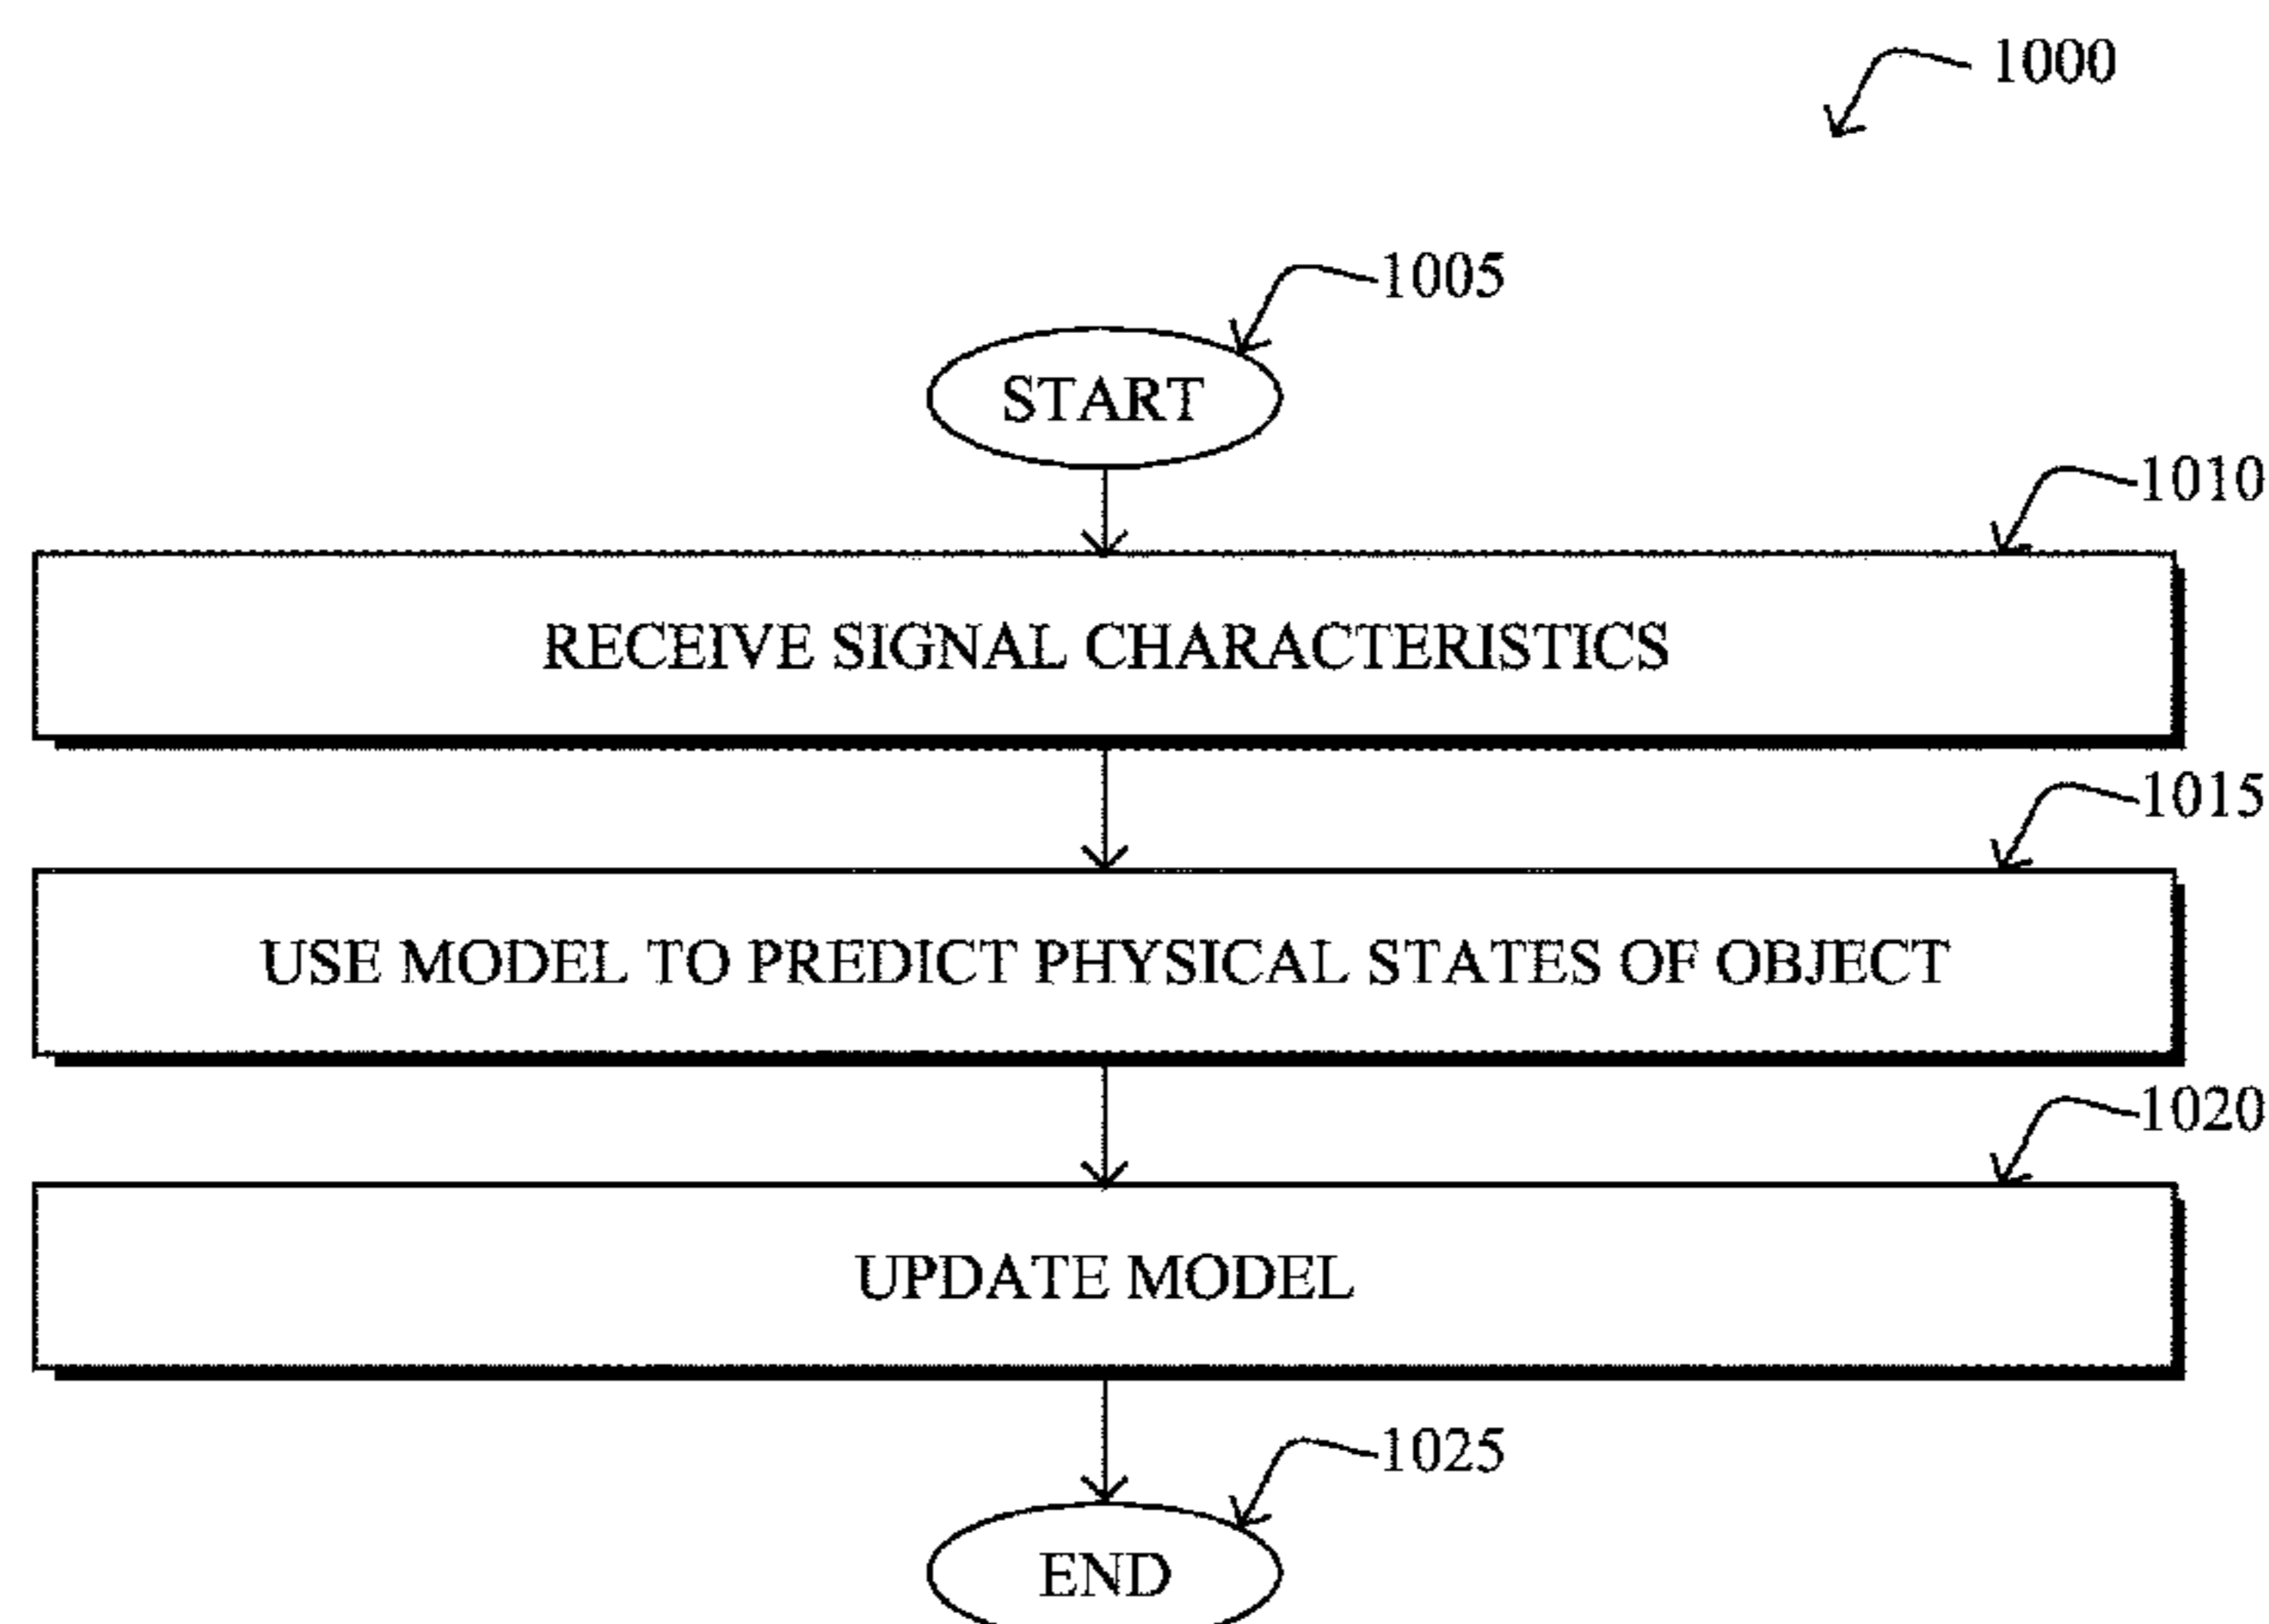 1000
1005
START
1010
RECEIVE SIGNAL CHARACTERISTICS
1015
USE MODEL TO PREDICT PHYSICAL STATES OF OBJECT
1020
UPDATE MODEL
1025
END